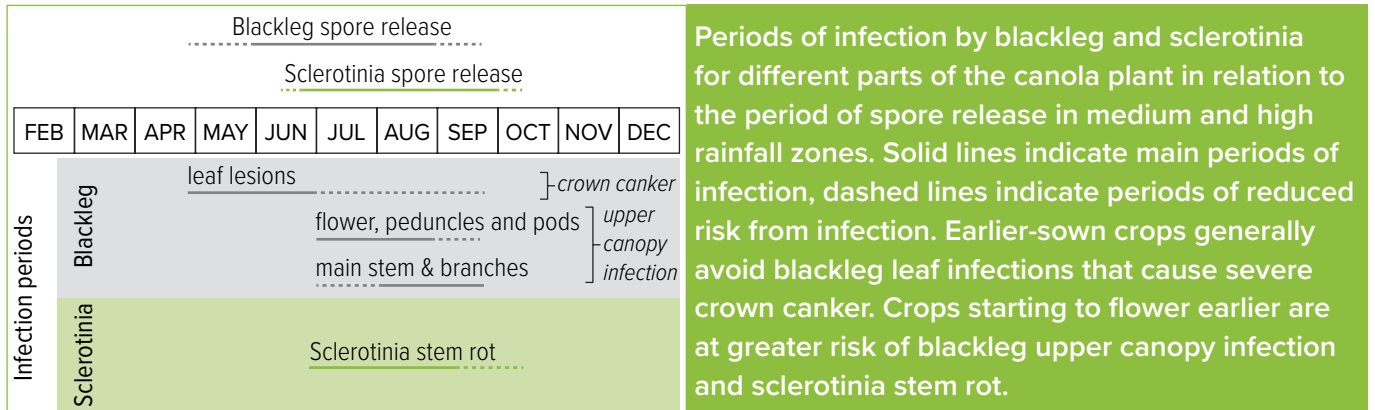 Blackleg spore release
Sclerotinia spore release
FEB MAR APR MAY JUN JUL AUG SEP OCT NOV DEC
Infection periods
Blackleg
leaf lesions
crown canker
flower, peduncles and pods
upper
canopy
infection
main stem & branches
Sclerotinia
Sclerotinia stem rot
Periods of infection by blackleg and sclerotinia
for different parts of the canola plant in relation to
the period of spore release in medium and high
rainfall zones. Solid lines indicate main periods of
infection, dashed lines indicate periods of reduced
risk from infection. Earlier-sown crops generally
avoid blackleg leaf infections that cause severe
crown canker. Crops starting to flower earlier are
at greater risk of blackleg upper canopy infection
and sclerotinia stem rot.